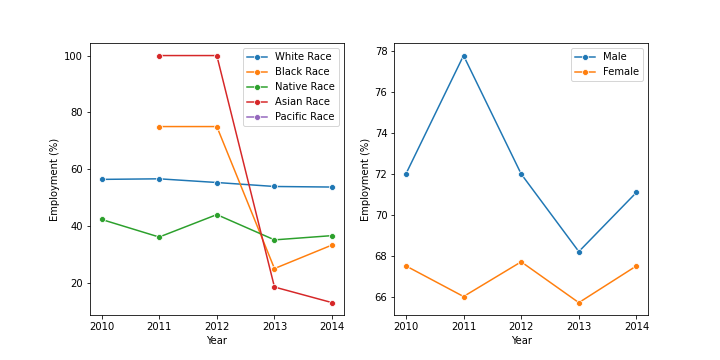 100
80
60
40
20
Employment (%)
2010 2011 2012 2013 2014
Year
White Race
Black Race
Native Race
Asian Race
Pacific Race
78
76
74
72
70
68
66
Employment (%)
2010 2011 2012 2013 2014
Year
Male
Female